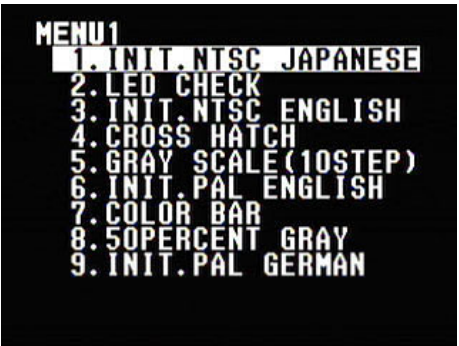 MENU1
1.INIT.NTSC JAPANESE
2.LED CHECK
3.INIT.NTSC ENGLISH
4.CROSS HATCH
5.GRAY SCALE(10STEP)
6.INIT.PAL ENGLISH
7.COLOR BAR
8.50PERCENT GRAY
9.INIT.PAL GERMAN